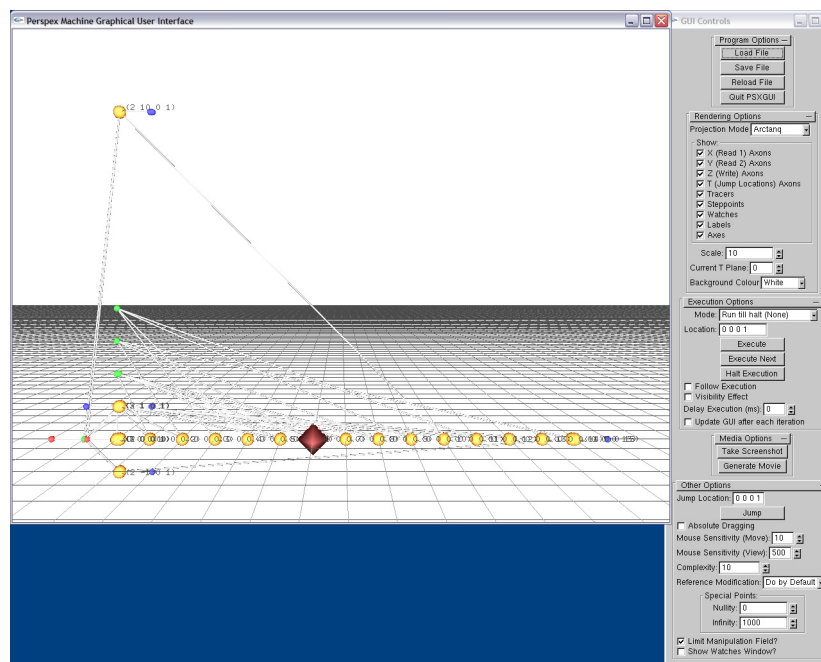 Perspex Machine Graphical User Interface
GUI Controls
(2 10 0 1)
(2 1 0 1)
Program Options
Load File
Save File
Reload File
Quit PSXGUI
Rendering Options
Projection Mode: Arctanq
Show:
X (Read 1) Axons
Y (Read 2) Axons
Z (Write) Axons
T (Jump Locations) Axons
Tracers
Steppoints
Watches
Labels
Axes
Scale: 10
Current T Plane: 0
Background Colour White
Execution Options
Mode: Run till halt (None)
Location: 0 0 0 1
Execute
Execute Next
Halt Execution
Follow Execution
Visibility Effect
Delay Execution (ms): 0
Update GUI after each iteration
Media Options
Take Screenshot
Generate Movie
Other Options
Jump Location: 0 0 0 1
Jump
Absolute Dragging
Mouse Sensitivity (Move): 10
Mouse Sensitivity (View): 500
Complexity: 10
Reference Modification: Do by Default
Special Points:
Nullity: 0
Infinity: 1000
Limit Manipulation Field?
Show Watches Window?